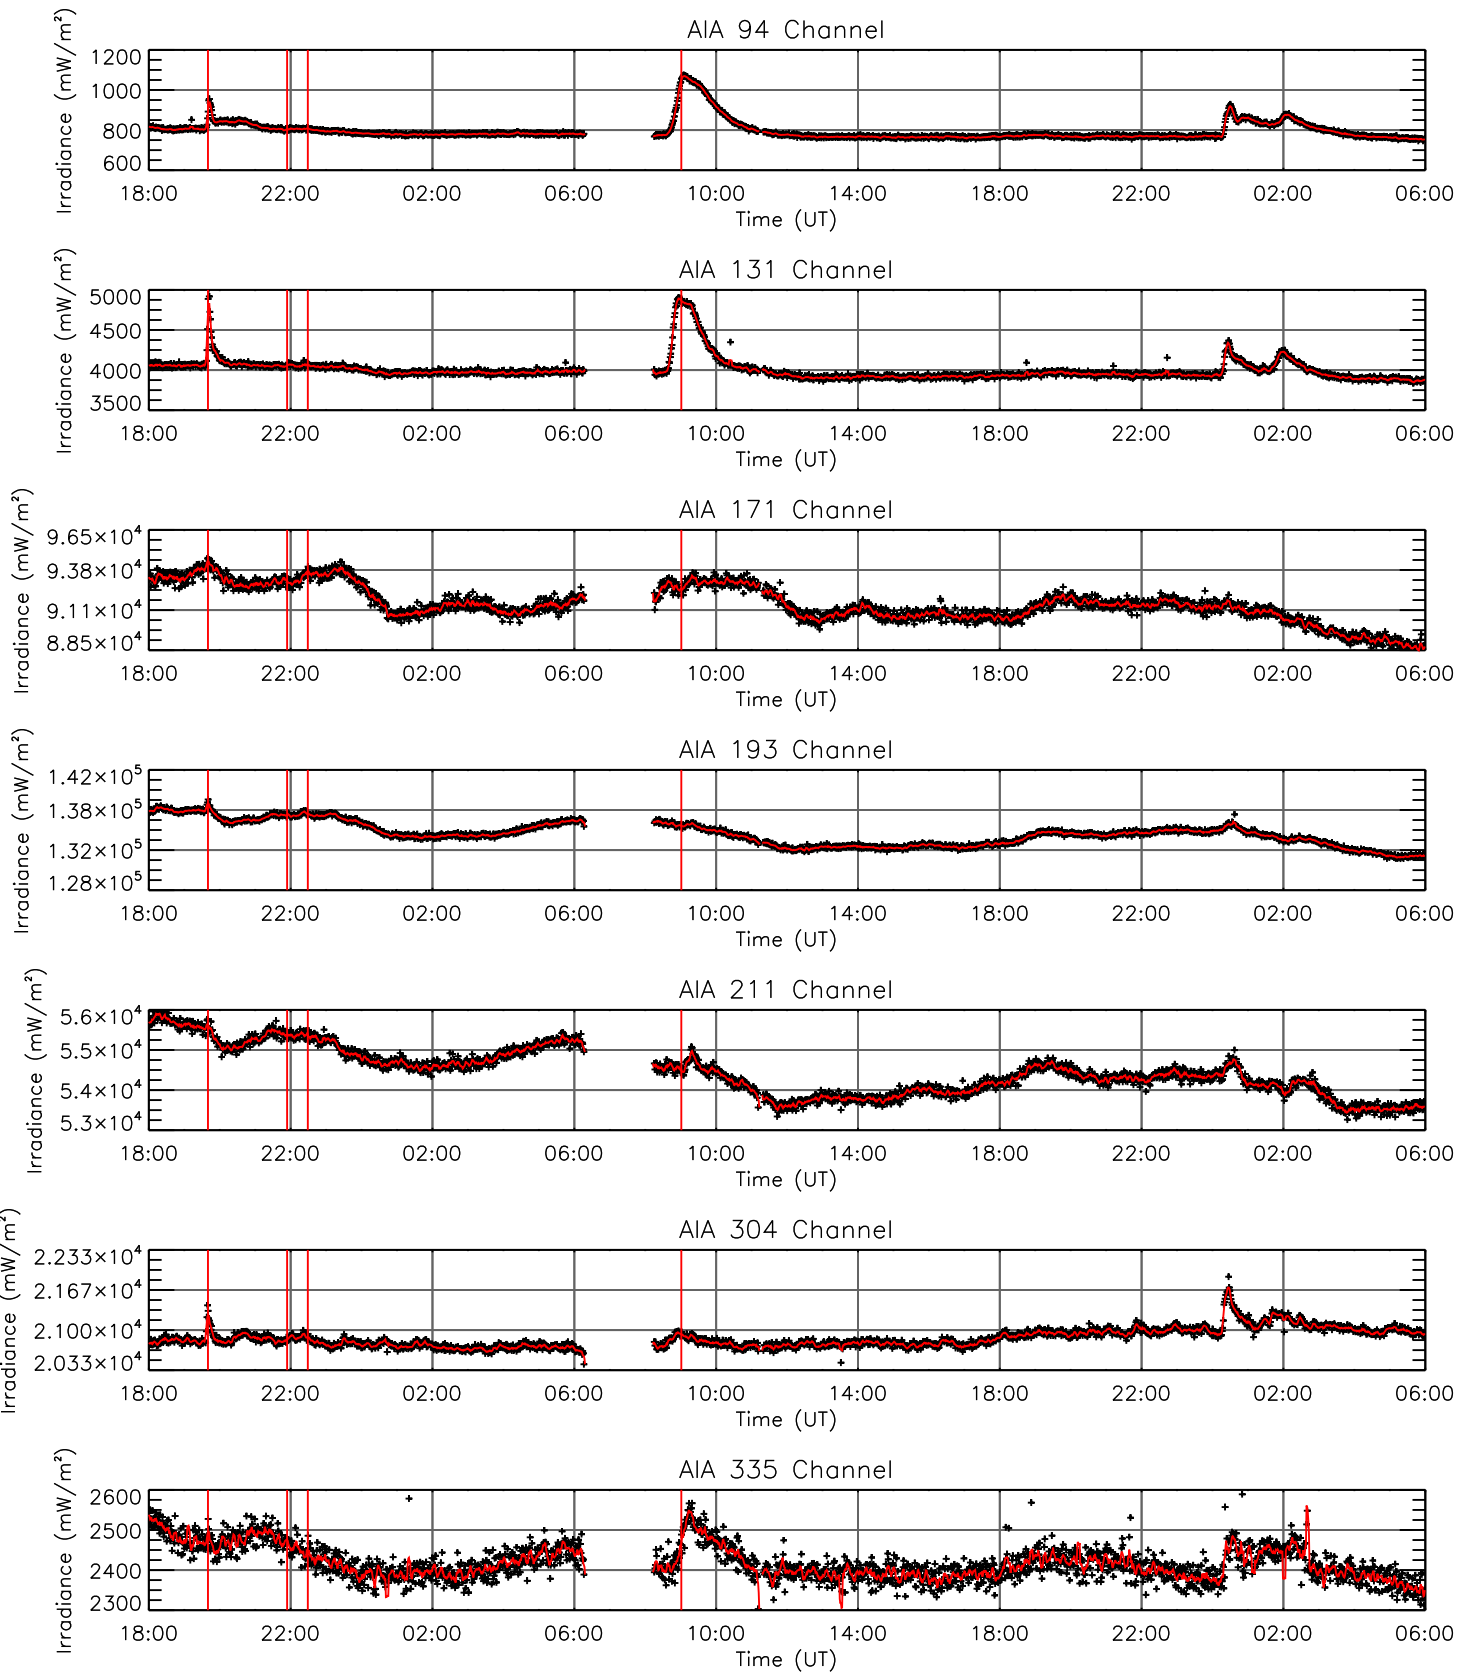 AIA 94 Channel
Irradiance (mW/m²)
1200
1000
800
600
18:00 22:00 02:00 06:00 10:00 14:00 18:00 22:00 02:00 06:00
Time (UT)
AIA 131 Channel
Irradiance (mW/m²)
5000
4500
4000
3500
18:00 22:00 02:00 06:00 10:00 14:00 18:00 22:00 02:00 06:00
Time (UT)
AIA 171 Channel
Irradiance (mW/m²)
9.65×10⁴
9.38×10⁴
9.11×10⁴
8.85×10⁴
18:00 22:00 02:00 06:00 10:00 14:00 18:00 22:00 02:00 06:00
Time (UT)
AIA 193 Channel
Irradiance (mW/m²)
1.42×10⁵
1.38×10⁵
1.32×10⁵
1.28×10⁵
18:00 22:00 02:00 06:00 10:00 14:00 18:00 22:00 02:00 06:00
Time (UT)
AIA 211 Channel
Irradiance (mW/m²)
5.6×10⁴
5.5×10⁴
5.4×10⁴
5.3×10⁴
18:00 22:00 02:00 06:00 10:00 14:00 18:00 22:00 02:00 06:00
Time (UT)
AIA 304 Channel
Irradiance (mW/m²)
2.233×10⁴
2.167×10⁴
2.100×10⁴
2.033×10⁴
18:00 22:00 02:00 06:00 10:00 14:00 18:00 22:00 02:00 06:00
Time (UT)
AIA 335 Channel
Irradiance (mW/m²)
2600
2500
2400
2300
18:00 22:00 02:00 06:00 10:00 14:00 18:00 22:00 02:00 06:00
Time (UT)